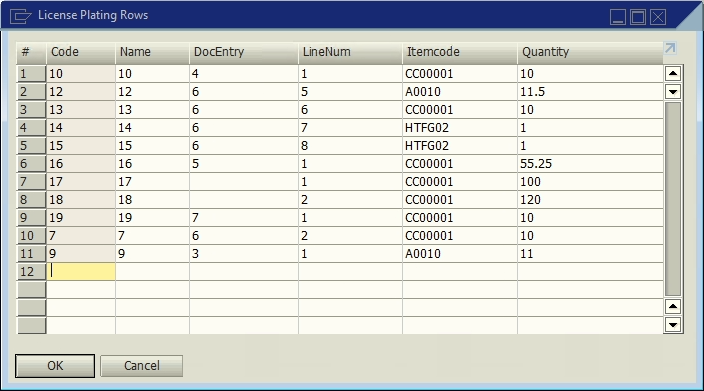 License Plating Rows
# Code Name DocEntry LineNum Itemcode Quantity
1 10 10 4 1 CC00001 10
2 12 12 6 5 A0010 11.5
3 13 13 6 6 CC00001 10
4 14 14 6 7 HTFG02 1
5 15 15 6 8 HTFG02 1
6 16 16 5 1 CC00001 55.25
7 17 17 1 CC00001 100
8 18 18 2 CC00001 120
9 19 19 7 1 CC00001 10
10 7 7 6 2 CC00001 10
11 9 9 3 1 A0010 11
12
OK Cancel